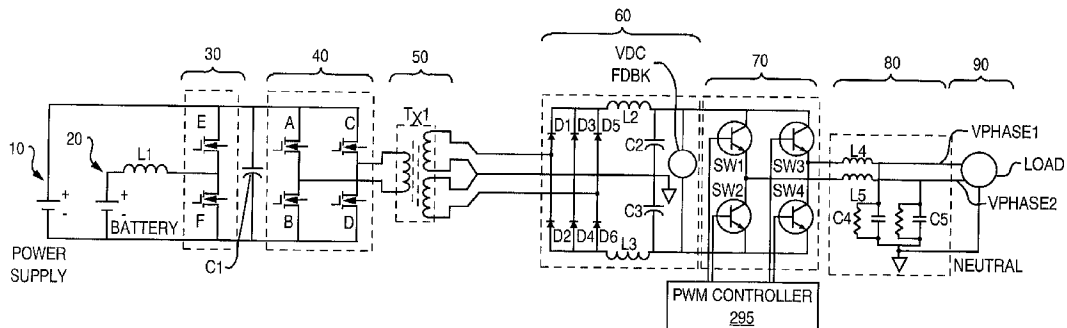 60
30
40
50
VDC
FDBK
70
80
90
TX1
10
20
E
A
C
L1
D1
D3
D5
L2
C2
VPHASE1
SW1
SW3
L4
LOAD
+
-
+
-
F
BATTERY
C1
B
D
SW2
SW4
L5
VPHASE2
C3
C4
C5
D2
D4
D6
L3
POWER
SUPPLY
NEUTRAL
PWM CONTROLLER
295